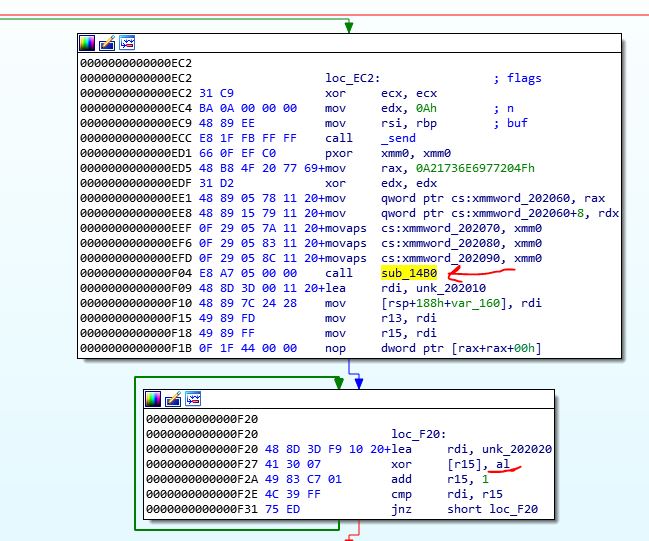 0000000000000EC2
0000000000000EC2 loc_EC2: ; flags
0000000000000EC2 31 C9 xor ecx, ecx
0000000000000EC4 BA 0A 00 00 00 mov edx, 0Ah ; n
0000000000000EC9 48 89 EE mov rsi, rbp ; buf
0000000000000ECC E8 1F FB FF FF call _send
0000000000000ED1 66 0F EF C0 pxor xmm0, xmm0
0000000000000ED5 48 B8 4F 20 77 69+mov rax, 0A21736E6977204Fh
0000000000000EDF 31 D2 xor edx, edx
0000000000000EE1 48 89 05 78 11 20+mov qword ptr cs:xmmword_202060, rax
0000000000000EE8 48 89 15 79 11 20+mov qword ptr cs:xmmword_202060+8, rdx
0000000000000EEF 0F 29 05 7A 11 20+movaps cs:xmmword_202070, xmm0
0000000000000EF6 0F 29 05 83 11 20+movaps cs:xmmword_202080, xmm0
0000000000000EFD 0F 29 05 8C 11 20+movaps cs:xmmword_202090, xmm0
0000000000000F04 E8 A7 05 00 00 call sub_14B0
0000000000000F09 48 8D 3D 00 11 20+lea rdi, unk_202010
0000000000000F10 48 89 7C 24 28 mov [rsp+188h+var_160], rdi
0000000000000F15 49 89 FD mov r13, rdi
0000000000000F18 49 89 FF mov r15, rdi
0000000000000F1B 0F 1F 44 00 00 nop dword ptr [rax+rax+00h]
0000000000000F20
0000000000000F20 loc_F20:
0000000000000F20 48 8D 3D F9 10 20+lea rdi, unk_202020
0000000000000F27 41 30 07 xor [r15], al
0000000000000F2A 49 83 C7 01 add r15, 1
0000000000000F2E 4C 39 FF cmp rdi, r15
0000000000000F31 75 ED jnz short loc_F20